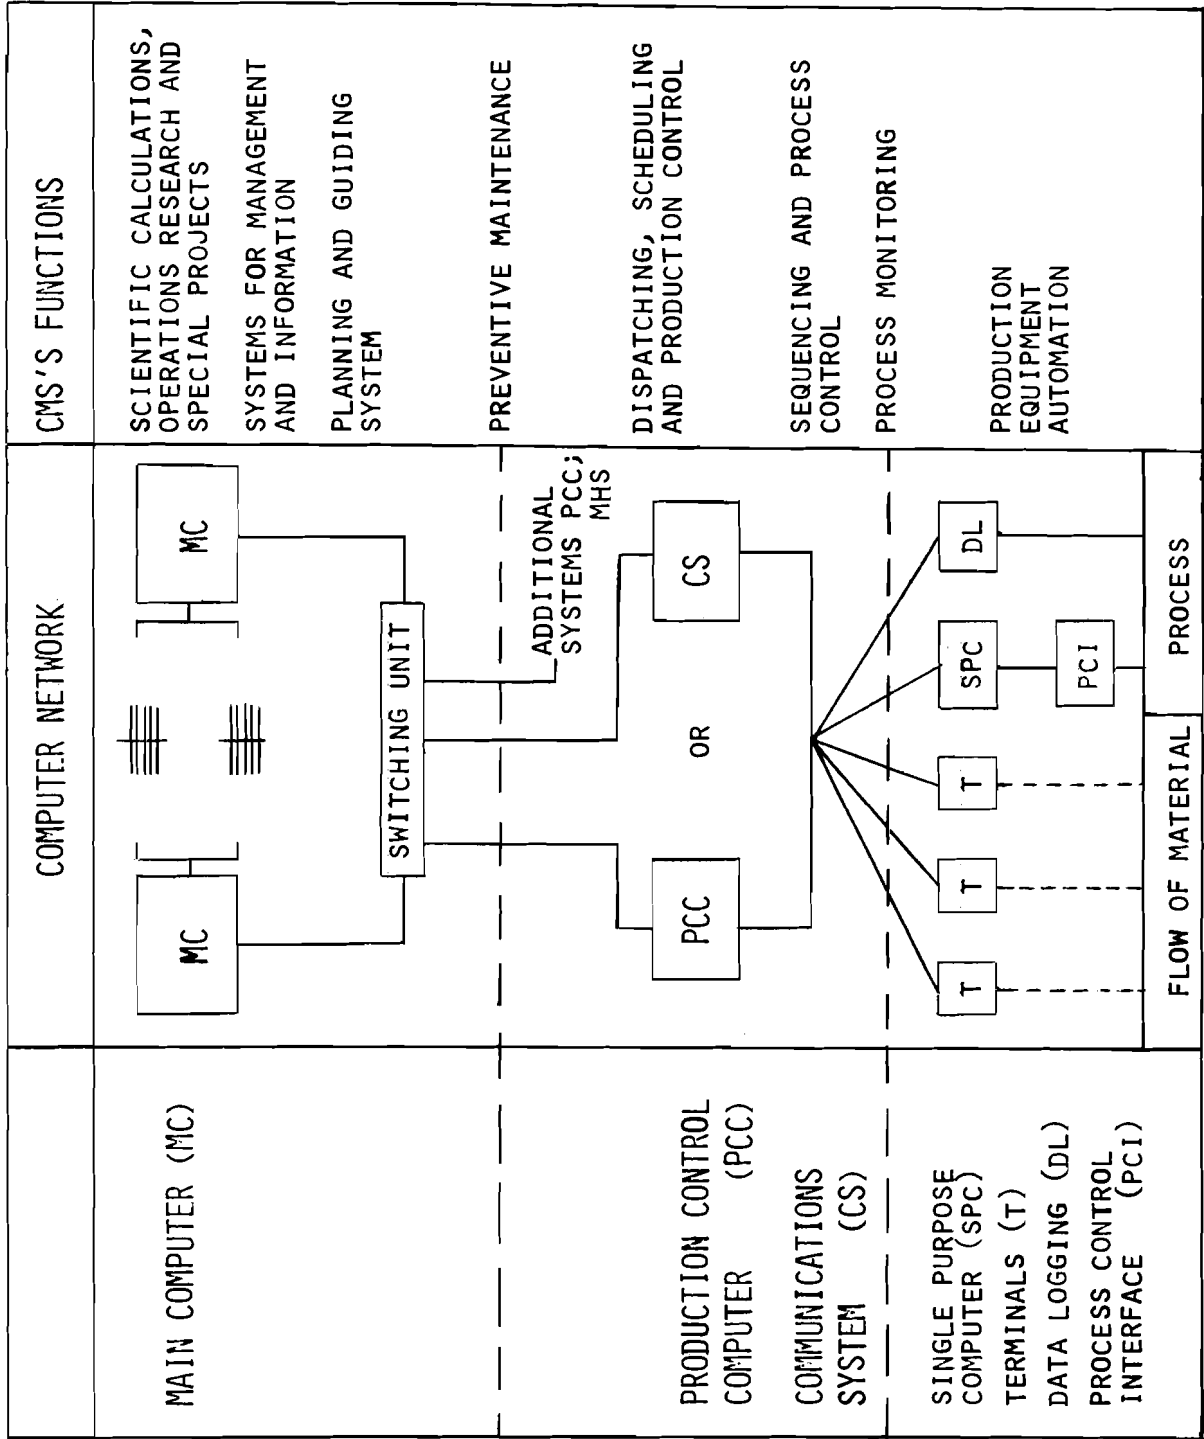 COMPUTER NETWORK
CMS'S FUNCTIONS
MAIN COMPUTER (MC)
MC
MC
SWITCHING UNIT
SCIENTIFIC CALCULATIONS,
OPERATIONS RESEARCH AND
SPECIAL PROJECTS
SYSTEMS FOR MANAGEMENT
AND INFORMATION
PLANNING AND GUIDING
SYSTEM
PREVENTIVE MAINTENANCE
PRODUCTION CONTROL
COMPUTER (PCC)
COMMUNICATIONS
SYSTEM (CS)
ADDITIONAL
SYSTEMS PCC;
MHS
PCC
OR
CS
DISPATCHING, SCHEDULING
AND PRODUCTION CONTROL
SEQUENCING AND PROCESS
CONTROL
PROCESS MONITORING
SINGLE PURPOSE
COMPUTER (SPC)
TERMINALS (T)
DATA LOGGING (DL)
PROCESS CONTROL
INTERFACE (PCI)
T
T
T
SPC
DL
PCI
FLOW OF MATERIAL
PROCESS
PRODUCTION
EQUIPMENT
AUTOMATION